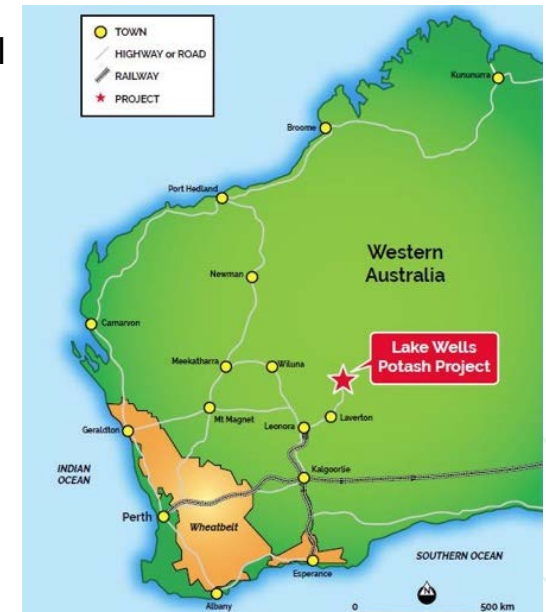 TOWN
HIGHWAY or ROAD
RAILWAY
PROJECT
Kununurra
Broome
Port Hedland
Western
Australia
Newman
Carnarvon
Lake Wells
Potash Project
Meekatharra
Wiluna
Mt Magnet
Laverton
Leonora
Geraldton
INDIAN
OCEAN
Kalgoorlie
Perth
Wheatbelt
SOUTHERN OCEAN
Esperance
Albany
N
0
500 km